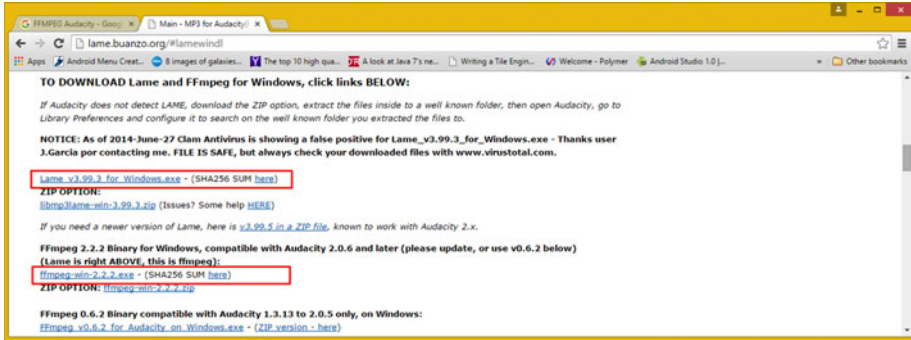 FFMPEG Audacity - Goog
Main - MP3 for Audacity
lame.buanzo.org/#lamewindl
Apps
Android Menu Creat...
8 images of galaxies...
The top 10 high qua...
A look at Java 7's ne...
Writing a Tile Engin...
Welcome - Polymer
Android Studio 1.0 J...
»
Other bookmarks
TO DOWNLOAD Lame and FFmpeg for Windows, click links BELOW:
If Audacity does not detect LAME, download the ZIP option, extract the files inside to a well known folder, then open Audacity, go to
Library Preferences and configure it to search on the well known folder you extracted the files to.
NOTICE: As of 2014-June-27 Clam Antivirus is showing a false positive for Lame_v3.99.3_for_Windows.exe - Thanks user
J.Garcia por contacting me. FILE IS SAFE, but always check your downloaded files with www.virustotal.com.
Lame_v3.99.3_for_Windows.exe - (SHA256 SUM here)
ZIP OPTION:
libmp3lame-win-3.99.3.zip (Issues? Some help HERE)
If you need a newer version of Lame, here is v3.99.5 in a ZIP file, known to work with Audacity 2.x.
FFmpeg 2.2.2 Binary for Windows, compatible with Audacity 2.0.6 and later (please update, or use v0.6.2 below)
(Lame is right ABOVE, this is ffmpeg):
ffmpeg-win-2.2.2.exe - (SHA256 SUM here)
ZIP OPTION: ffmpeg-win-2.2.2.zip
FFmpeg 0.6.2 Binary compatible with Audacity 1.3.13 to 2.0.5 only, on Windows:
FFmpeg_v0.6.2_for_Audacity_on_Windows.exe - (ZIP version - here)